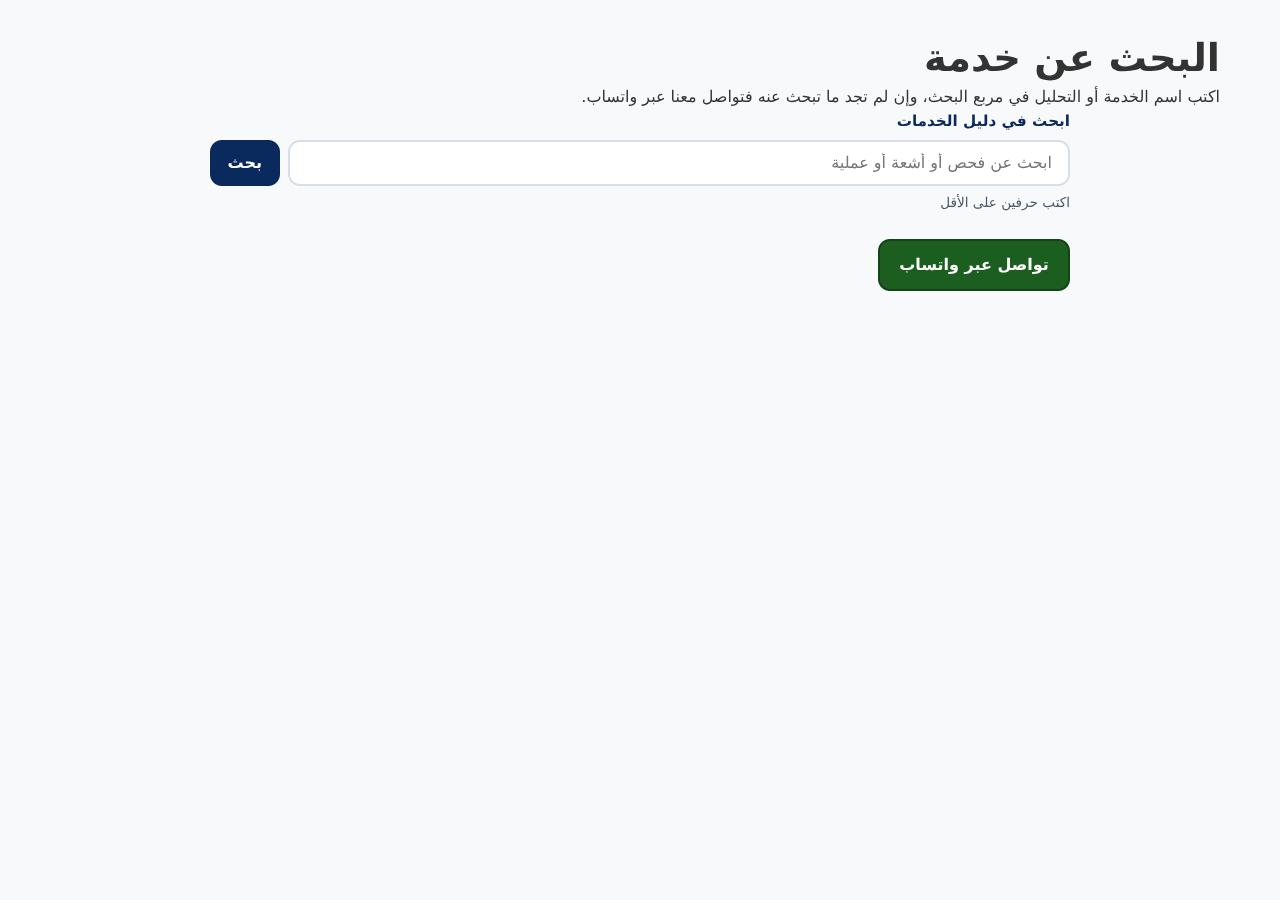 البحث عن خدمة
اكتب اسم الخدمة أو التحليل في مربع البحث، وإن لم تجد ما تبحث عنه فتواصل معنا عبر واتساب.
ابحث في دليل الخدمات
ابحث عن فحص أو أشعة أو عملية
بحث
اكتب حرفين على الأقل
تواصل عبر واتساب